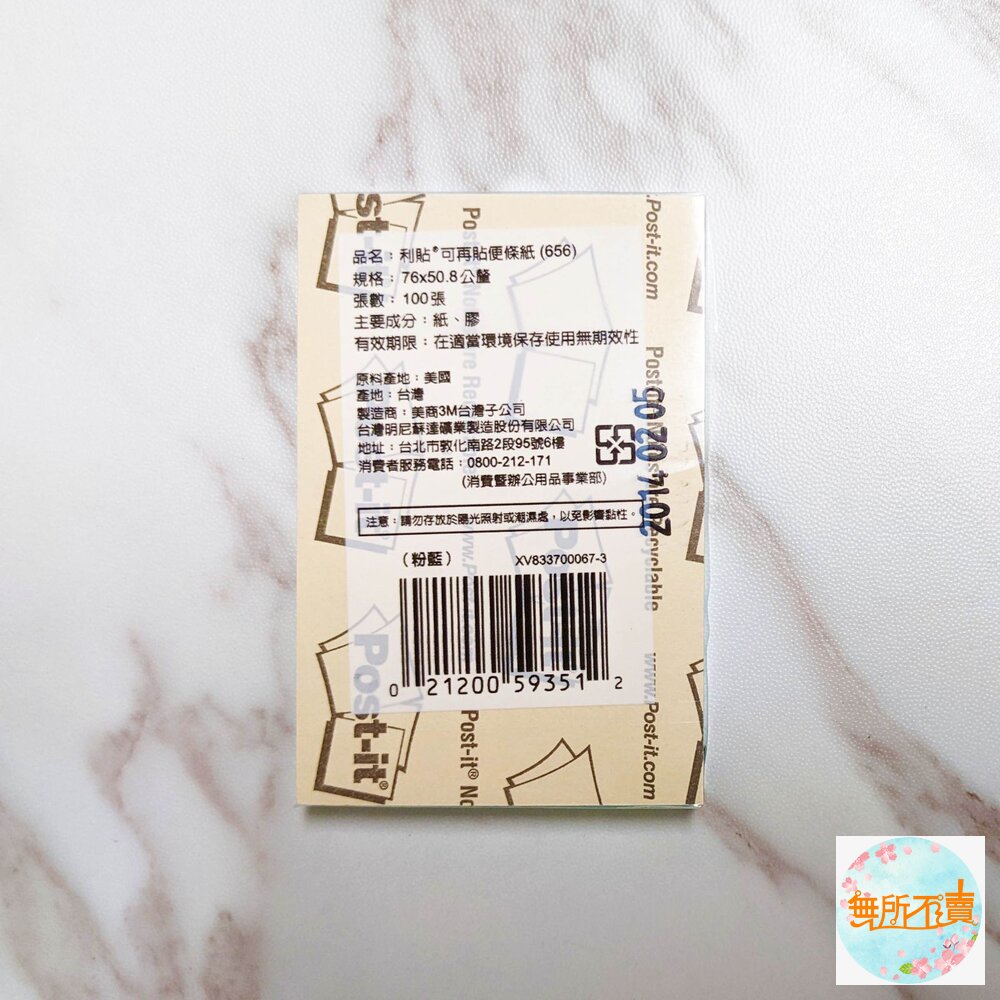 品名：利貼®可再貼便條紙 (656)
規格：76x50.8公釐
張數：100張
主要成分：紙、膠
有效期限：在適當環境保存使用無期效性
原料產地：美國
產地：台灣
製造商：美商3M台灣子公司
台灣明尼蘇達礦業製造股份有限公司
地址：台北市敦化南路2段95號6樓
消費者服務電話：0800-212-171
(消費暨辦公用品事業部)
注意：請勿存放於陽光照射或潮濕處，以免影響黏性。
（粉藍） XV833700067-3
0 21200 59351 2
2014 02 05
.Post-it.com
www.Post-it.com
Post-it®
Post-it® No
無所不賣